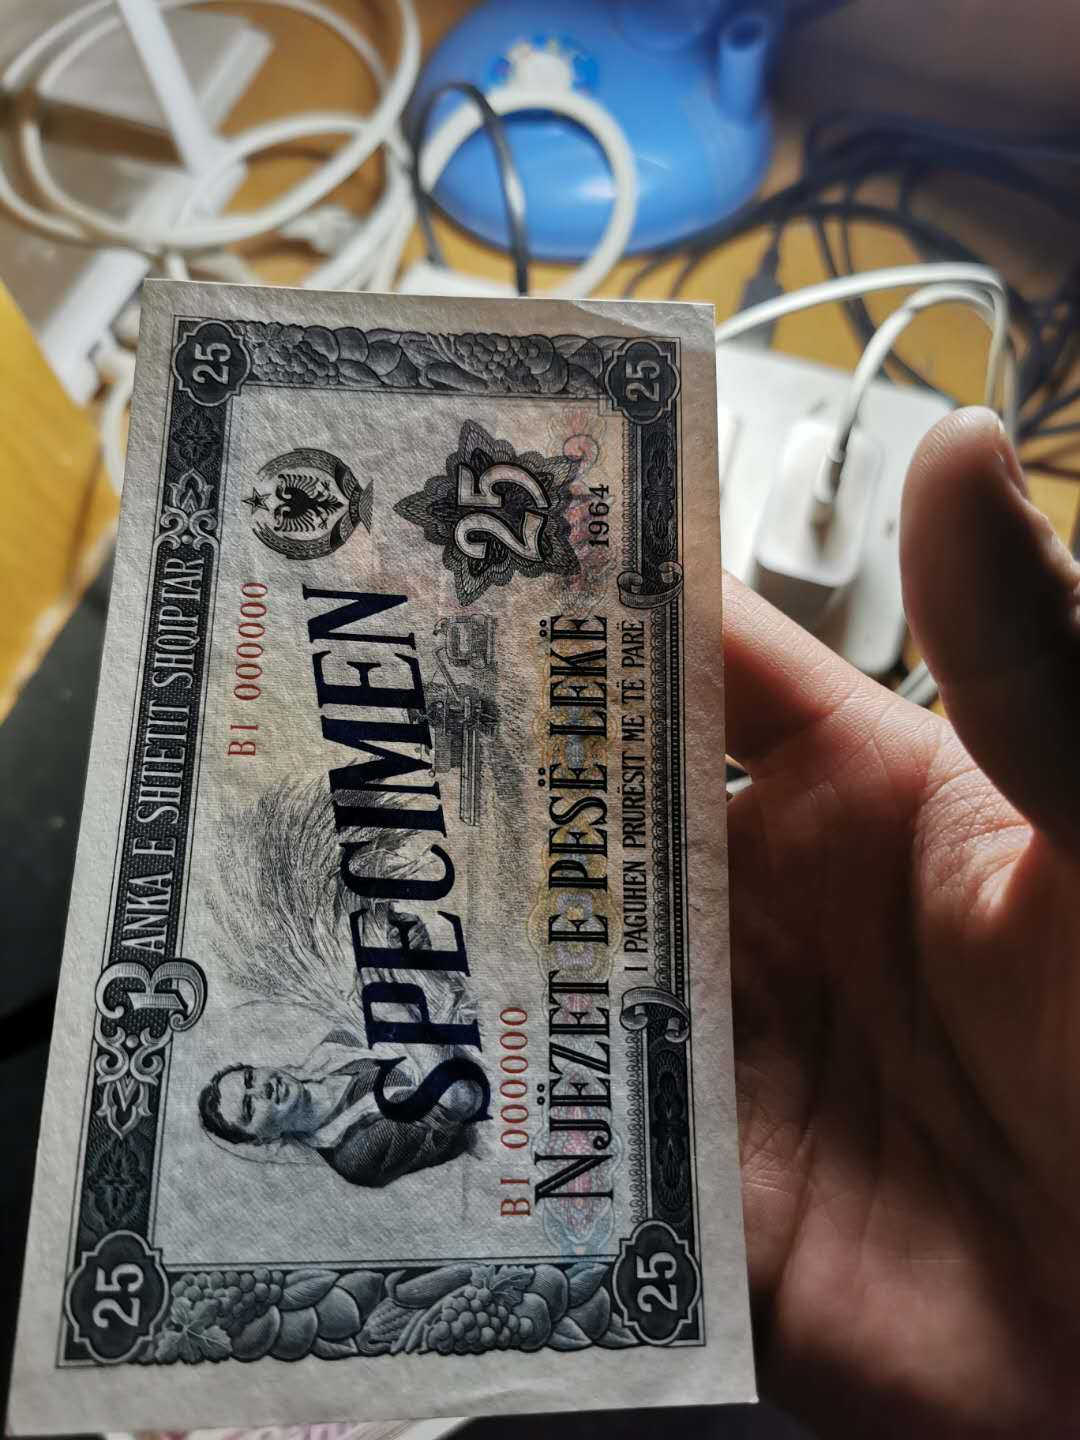 25
25
BANKA E SHTETIT SHQIPTAR
BI 000000
SPECIMEN
25
BI 000000
1964
NJËZET E PESË LEKË
I PAGUHEN PRURËSIT ME TË PARË
25
25